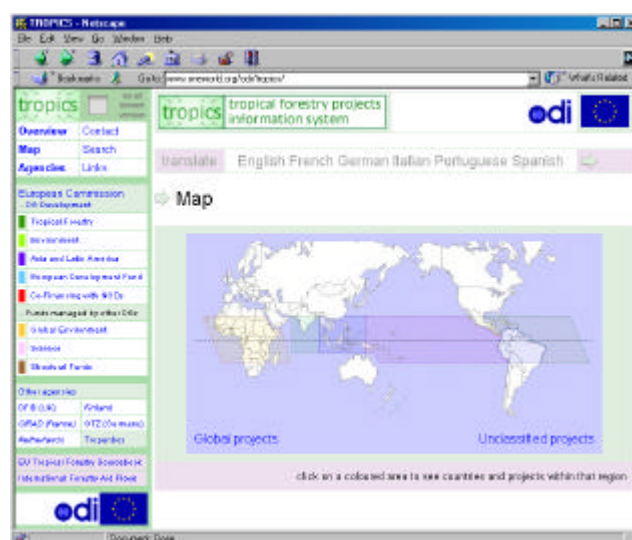 TROPICS - Netscape
File Edit View Go Window Help
Bookmarks Go to: www.oneworld.org/odi/tropics/ What's Related
tropics
Overview Contact
Map Search
Agencies Links
tropics tropical forestry projects
information system
odi
translate English French German Italian Portuguese Spanish
Map
European Commission
- DG Development
Tropical Forestry
Environment
Asia and Latin America
European Development Fund
Co-Financing with NGOs
- Funds managed by other DGs
Global Environment
Science
Structural Funds
Global projects Unclassified projects
click on a coloured area to see countries and projects within that region
Other agencies
DFID (UK) Finland
CIRAD (France) GTZ (Germany)
Netherlands Tropenbos
EU Tropical Forestry Sourcebook
International Forestry Aid Flows
odi
Document: Done